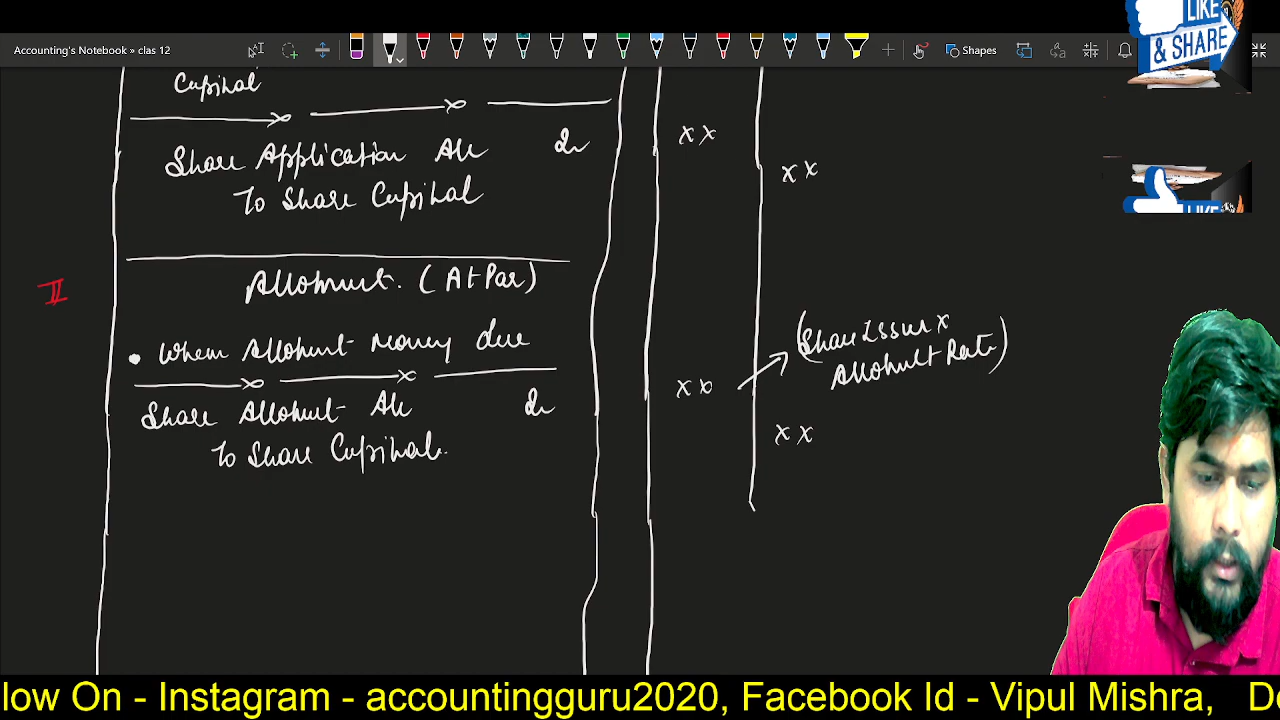 Accounting's Notebook » clas 12
Shapes
LIKE
& SHARE
LIKE
Capital
Share Application A/c Dr
To Share Capital
xx
xx
II
Allotment. (At Par)
• When Allotment money due
Share Allotment A/c Dr
To Share Capital.
xx
xx
(Share Issue x
Allotment Rate)
low On - Instagram - accountingguru2020, Facebook Id - Vipul Mishra, De